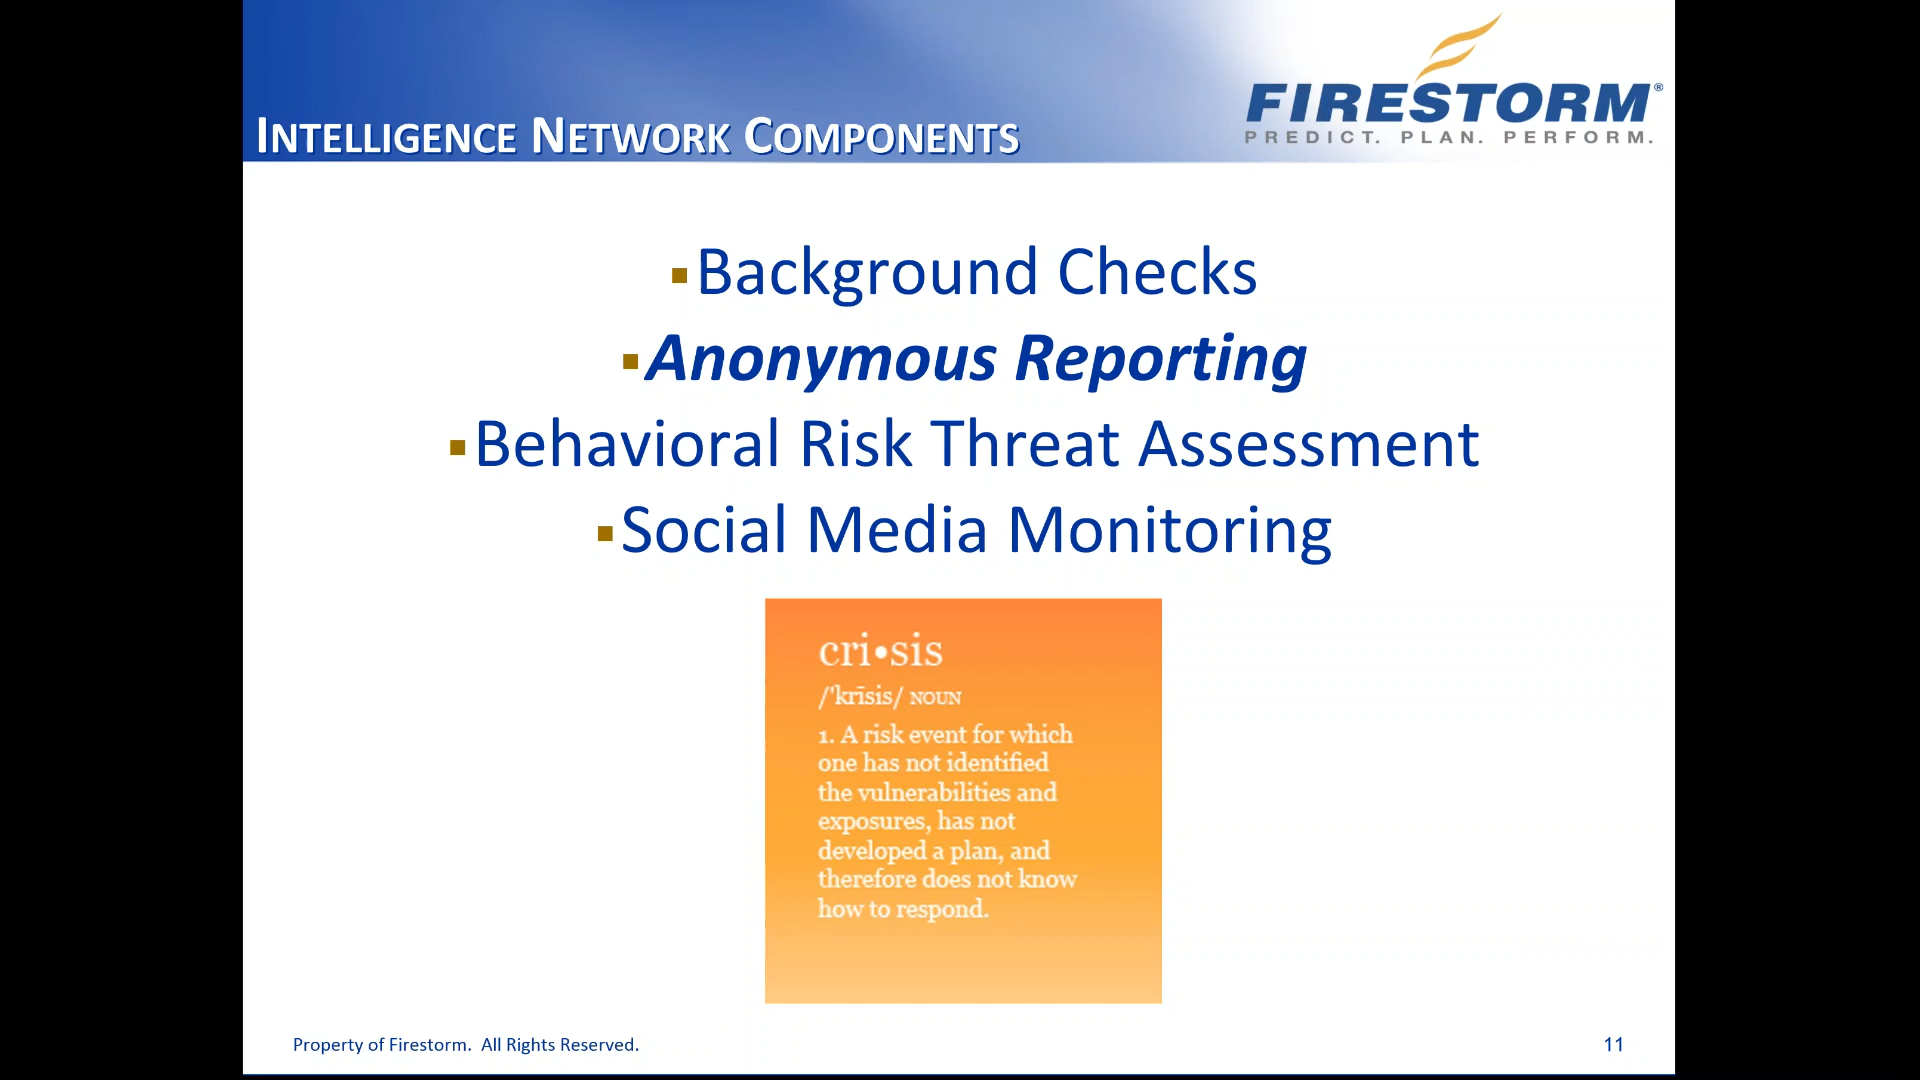 FIRESTORM®
PREDICT. PLAN. PERFORM.
INTELLIGENCE NETWORK COMPONENTS
▪Background Checks
▪Anonymous Reporting
▪Behavioral Risk Threat Assessment
▪Social Media Monitoring
cri•sis
/'krīsis/ NOUN
1. A risk event for which
one has not identified
the vulnerabilities and
exposures, has not
developed a plan, and
therefore does not know
how to respond.
Property of Firestorm.  All Rights Reserved.
11